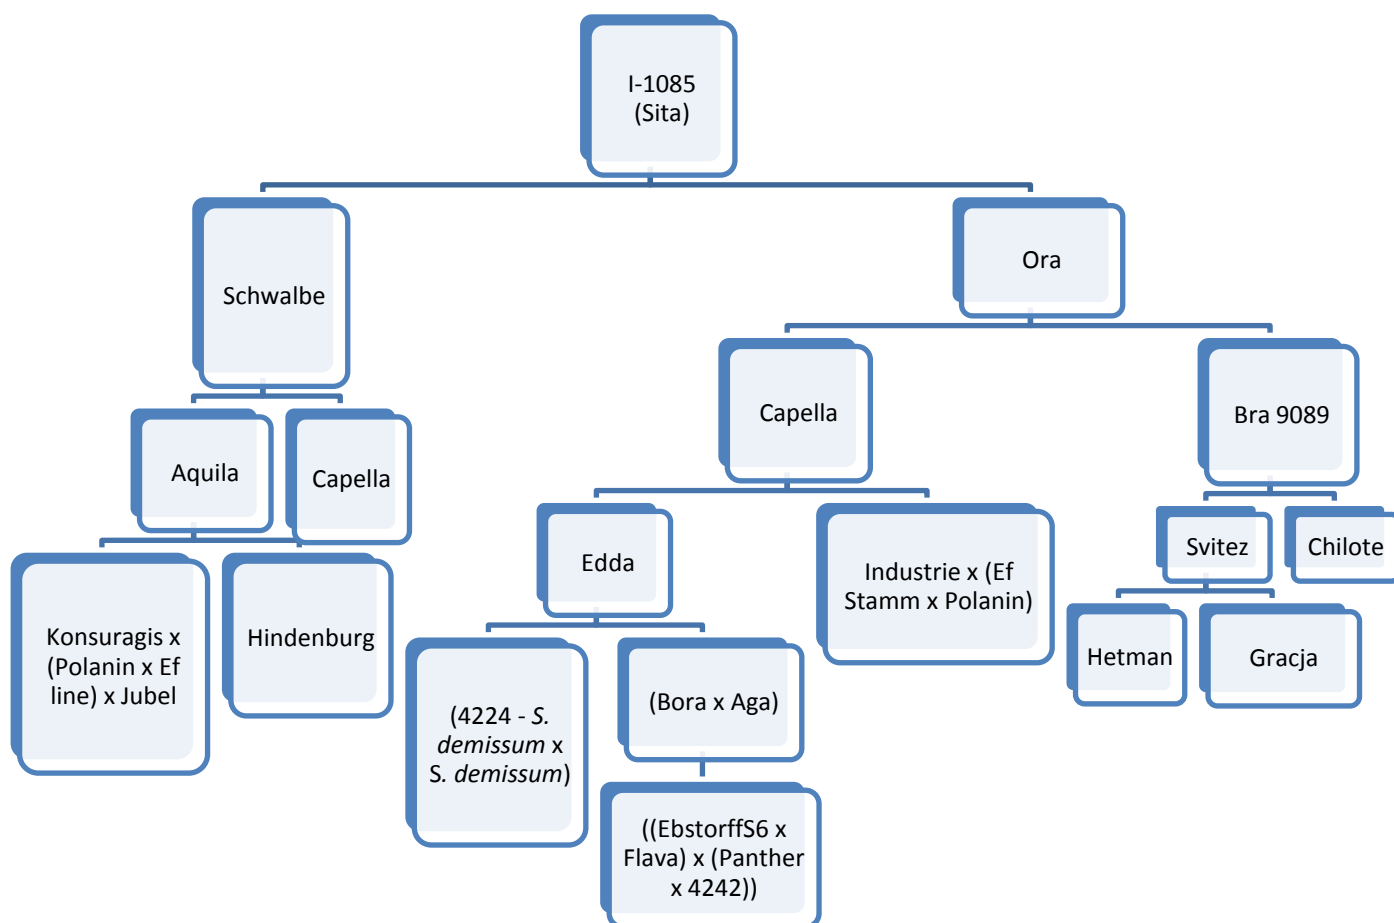 I-1085
(Sita)
Schwalbe
Ora
Aquila
Capella
Capella
Bra 9089
Konsuragis x
(Polanin x Ef
line) x Jubel
Hindenburg
Edda
Industrie x (Ef
Stamm x Polanin)
Svitez
Chilote
(4224 - S.
demissum x
S. demissum)
(Bora x Aga)
Hetman
Gracja
((EbstorffS6 x
Flava) x (Panther
x 4242))